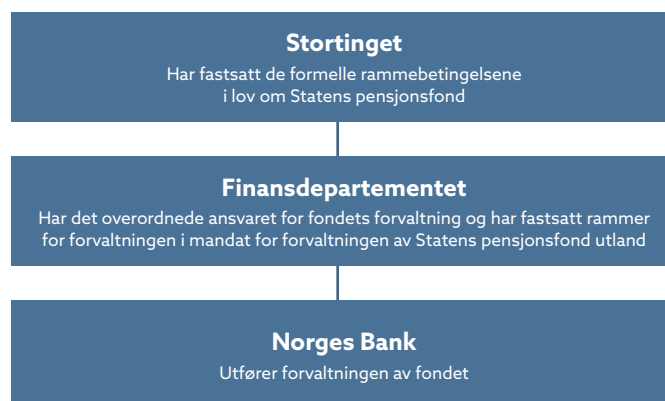 Stortinget
Har fastsatt de formelle rammebetingelsene
i lov om Statens pensjonsfond
Finansdepartementet
Har det overordnede ansvaret for fondets forvaltning og har fastsatt rammer
for forvaltningen i mandat for forvaltningen av Statens pensjonsfond utland
Norges Bank
Utfører forvaltningen av fondet